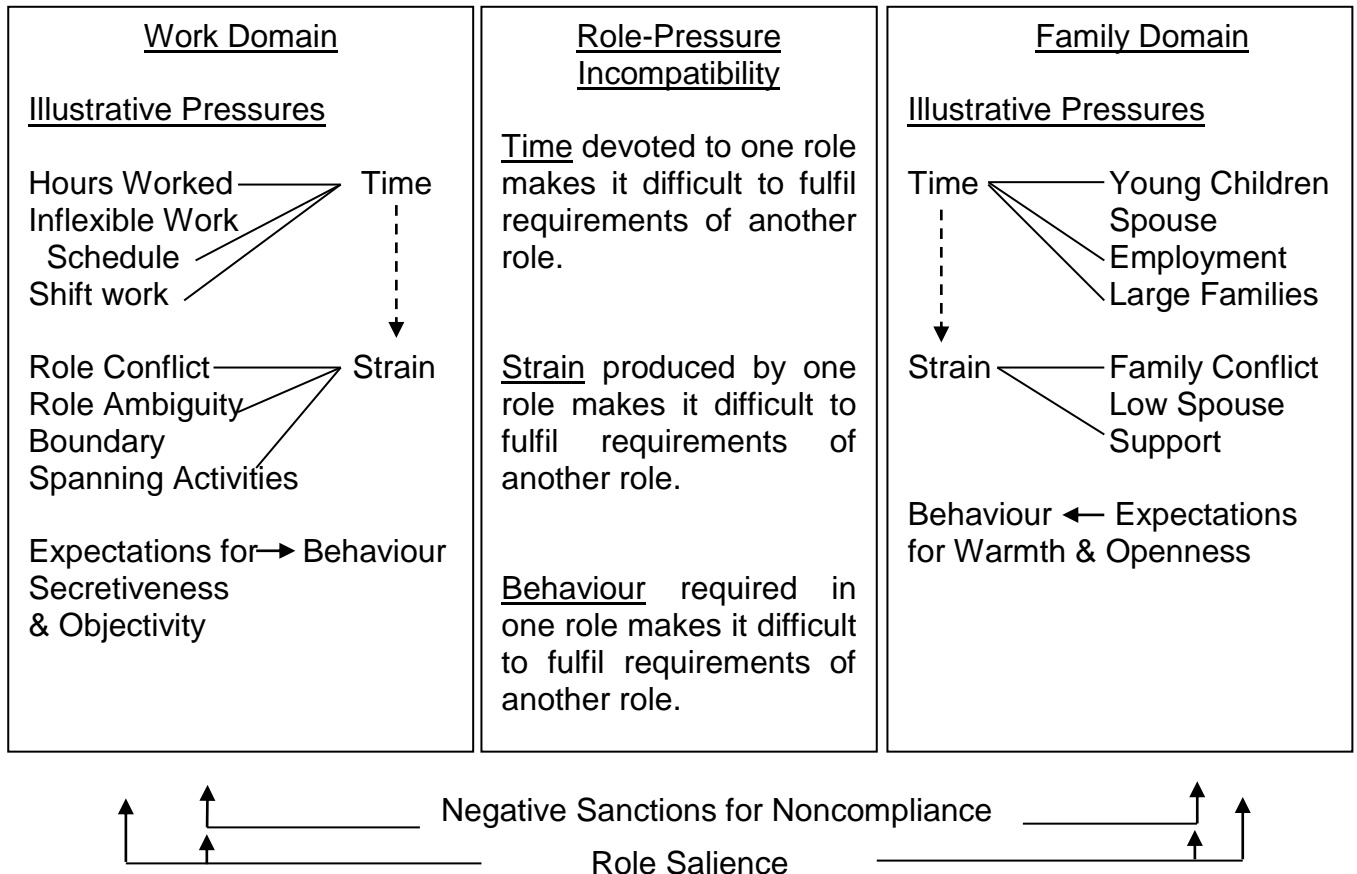 Work Domain
Illustrative Pressures
Hours Worked Time
Inflexible Work
Schedule
Shift work
Role Conflict Strain
Role Ambiguity
Boundary
Spanning Activities
Expectations for Behaviour
Secretiveness
& Objectivity
Role-Pressure
Incompatibility
Time devoted to one role
makes it difficult to fulfil
requirements of another
role.
Strain produced by one
role makes it difficult to
fulfil requirements of
another role.
Behaviour required in
one role makes it difficult
to fulfil requirements of
another role.
Family Domain
Illustrative Pressures
Time Young Children
Spouse
Employment
Large Families
Strain Family Conflict
Low Spouse
Support
Behaviour Expectations
for Warmth & Openness
Negative Sanctions for Noncompliance
Role Salience